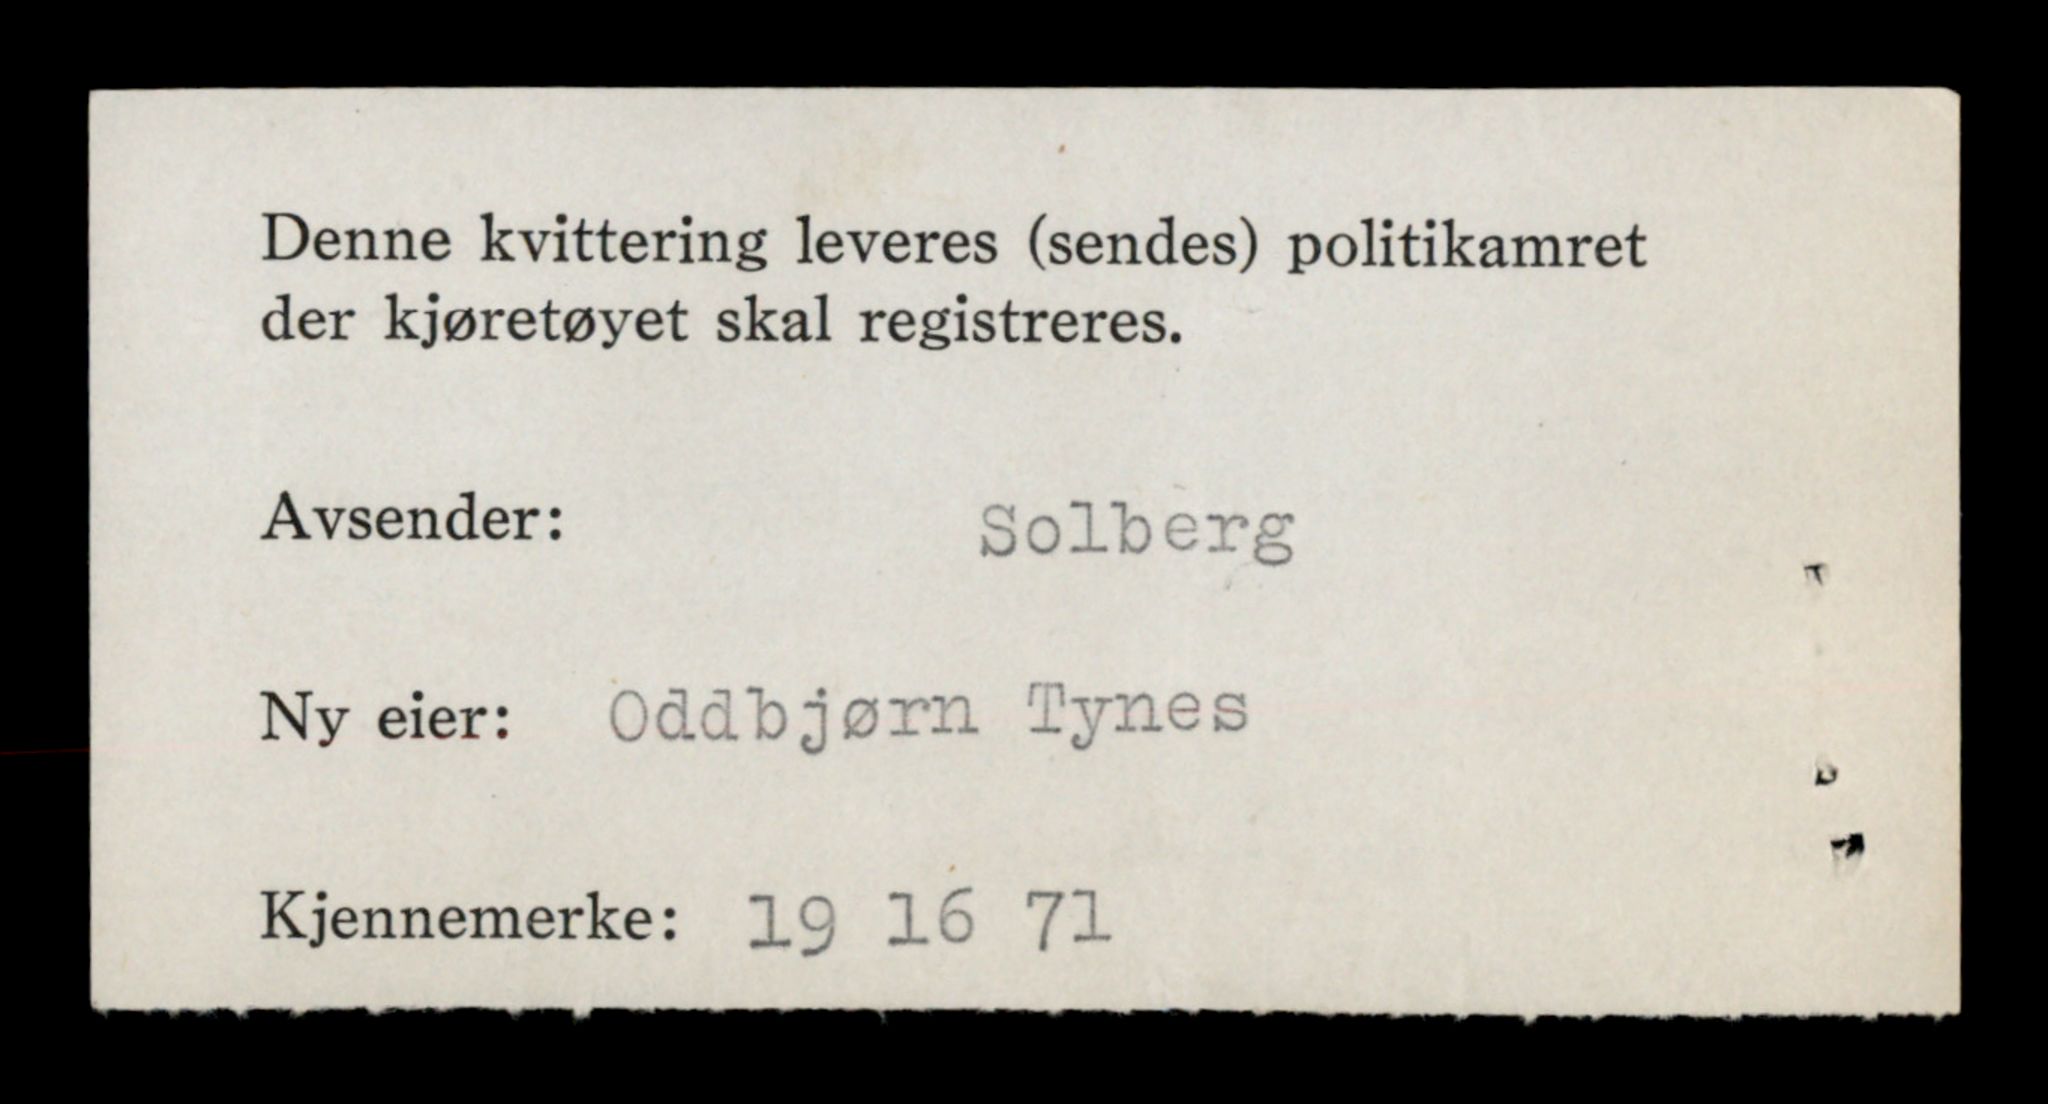 Denne kvittering leveres (sendes) politikamret
der kjøretøyet skal registreres.
Avsender: Solberg
Ny eier: Oddbjørn Tynes
Kjennemerke: 19 16 71